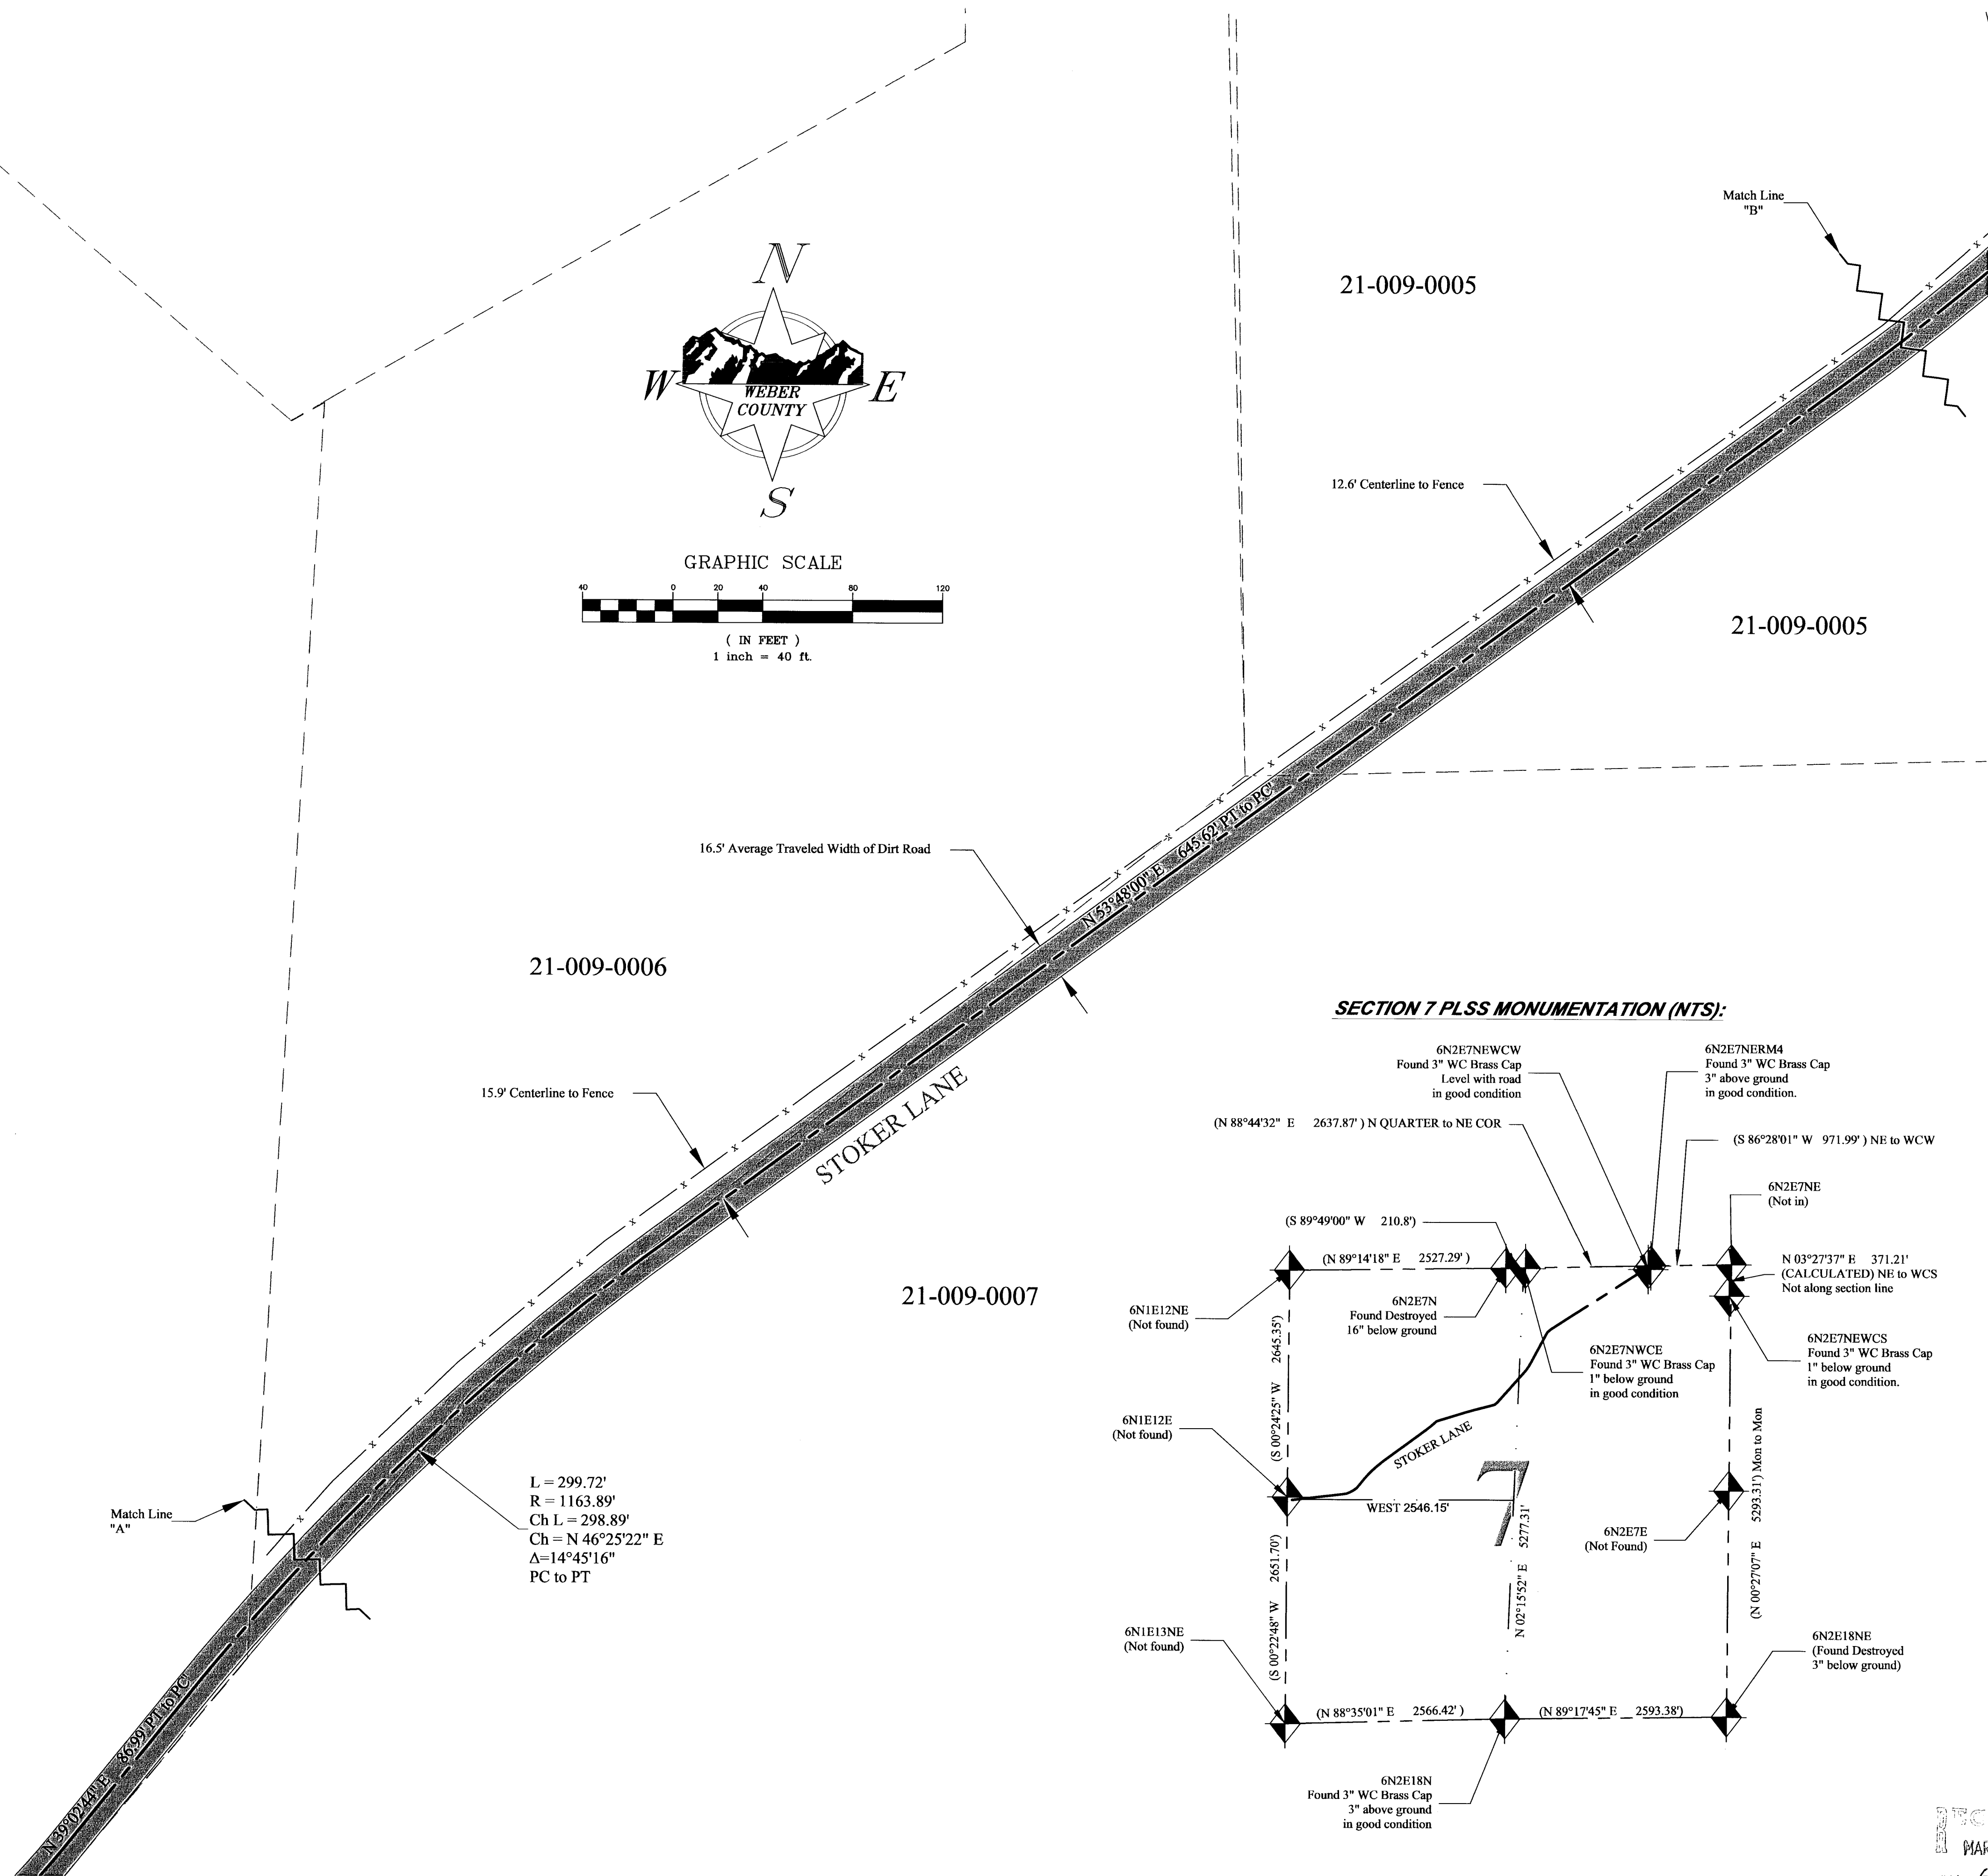 Match Line
"B"
21-009-0005
N
W
E
WEBER
COUNTY
S
12.6' Centerline to Fence
GRAPHIC SCALE
40 0 20 40 80 120
( IN FEET )
1 inch = 40 ft.
21-009-0005
N 53°48'00" E 645.62' PT to PC
16.5' Average Traveled Width of Dirt Road
21-009-0006
15.9' Centerline to Fence
STOKER LANE
21-009-0007
Match Line
"A"
L = 299.72'
R = 1163.89'
Ch L = 298.89'
Ch = N 46°25'22" E
Δ=14°45'16"
PC to PT
N 39°02'44" E 86.99' PT to PC
SECTION 7 PLSS MONUMENTATION (NTS):
6N2E7NEWCW
Found 3" WC Brass Cap
Level with road
in good condition
6N2E7NERM4
Found 3" WC Brass Cap
3" above ground
in good condition.
(N 88°44'32" E 2637.87' ) N QUARTER to NE COR
(S 86°28'01" W 971.99' ) NE to WCW
6N2E7NE
(Not in)
(S 89°49'00" W 210.8')
(N 89°14'18" E 2527.29' )
N 03°27'37" E 371.21'
(CALCULATED) NE to WCS
Not along section line
6N1E12NE
(Not found)
6N2E7N
Found Destroyed
16" below ground
6N2E7NWCE
Found 3" WC Brass Cap
1" below ground
in good condition
6N2E7NEWCS
Found 3" WC Brass Cap
1" below ground
in good condition.
(S 00°24'25" W 2645.35')
6N1E12E
(Not found)
STOKER LANE
7
WEST 2546.15'
N 02°15'52" E 5277.31'
6N2E7E
(Not Found)
(N 00°27'07" E 5293.31') Mon to Mon
(S 00°22'48" W 2651.70')
6N1E13NE
(Not found)
6N2E18NE
(Found Destroyed
3" below ground)
(N 88°35'01" E 2566.42' )
(N 89°17'45" E 2593.38')
6N2E18N
Found 3" WC Brass Cap
3" above ground
in good condition